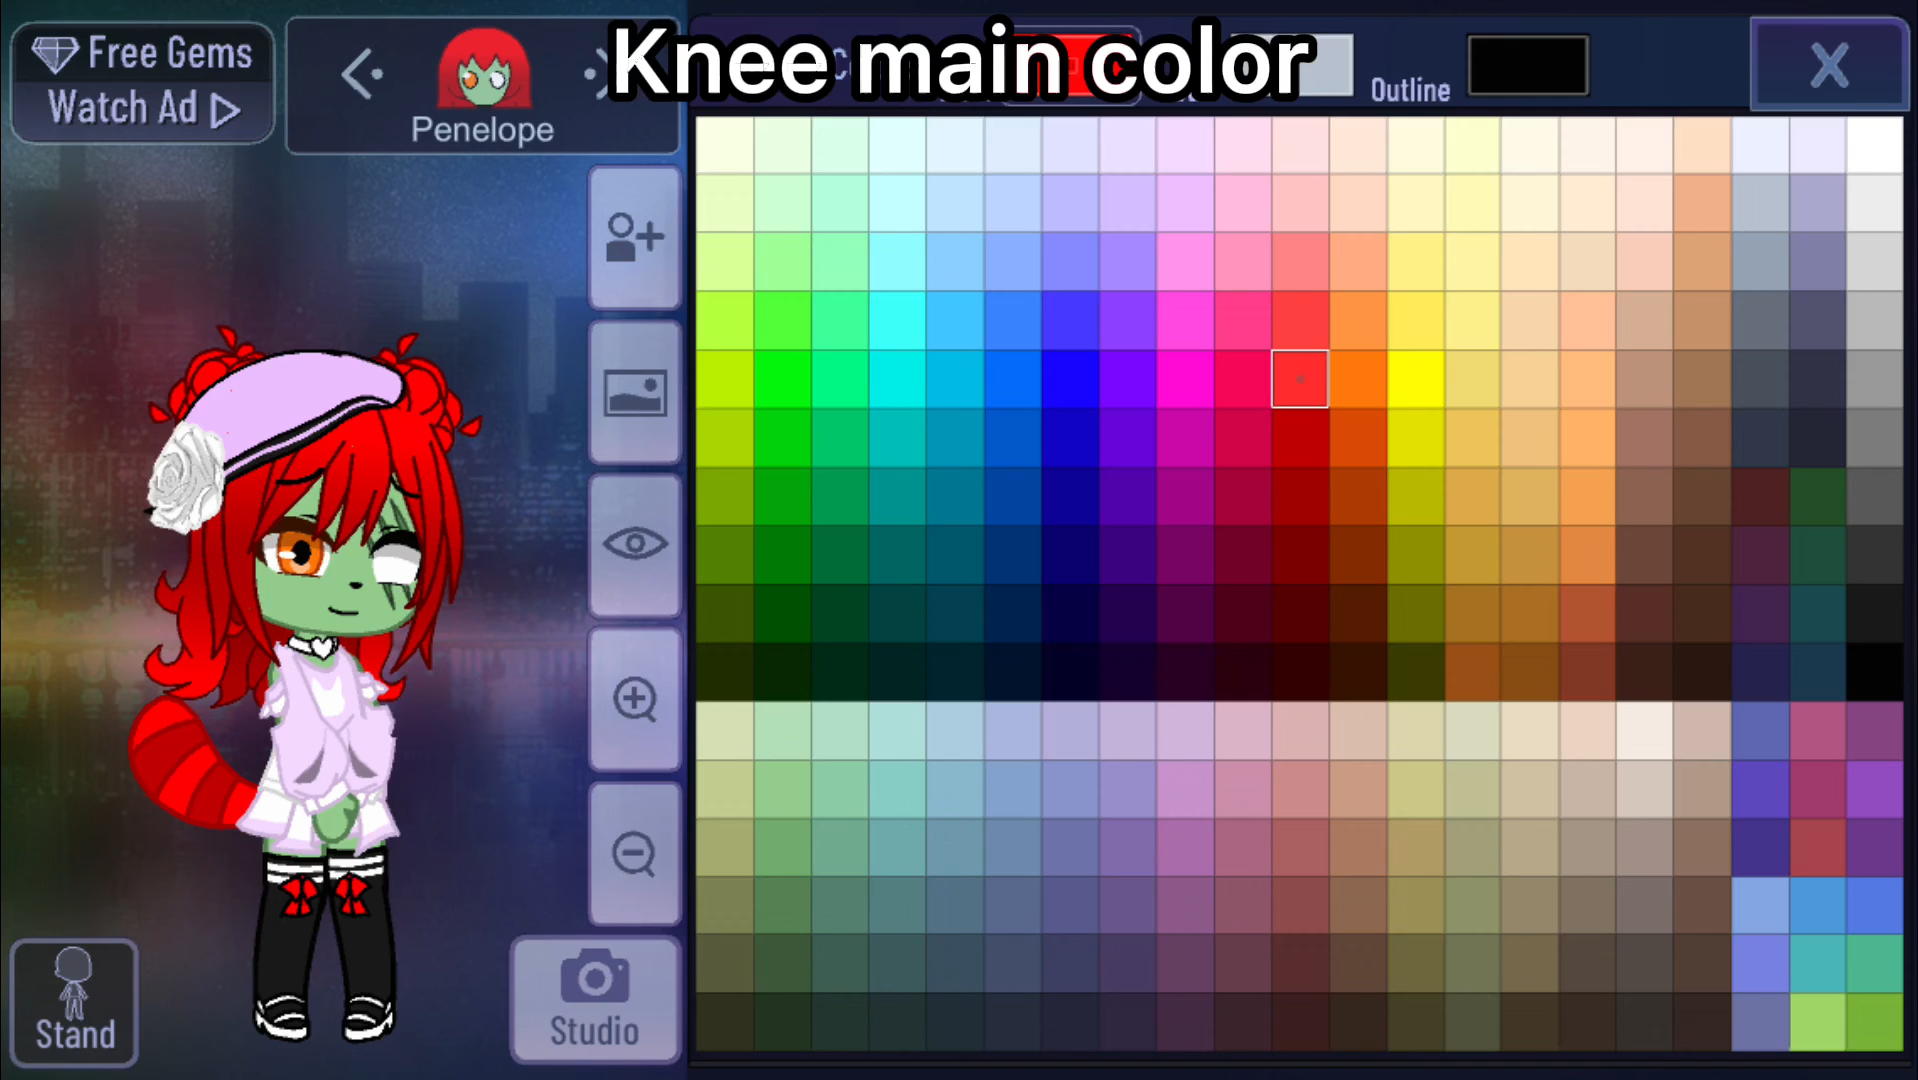 Free Gems
Watch Ad
Penelope
Knee main color
Outline
Stand
Studio